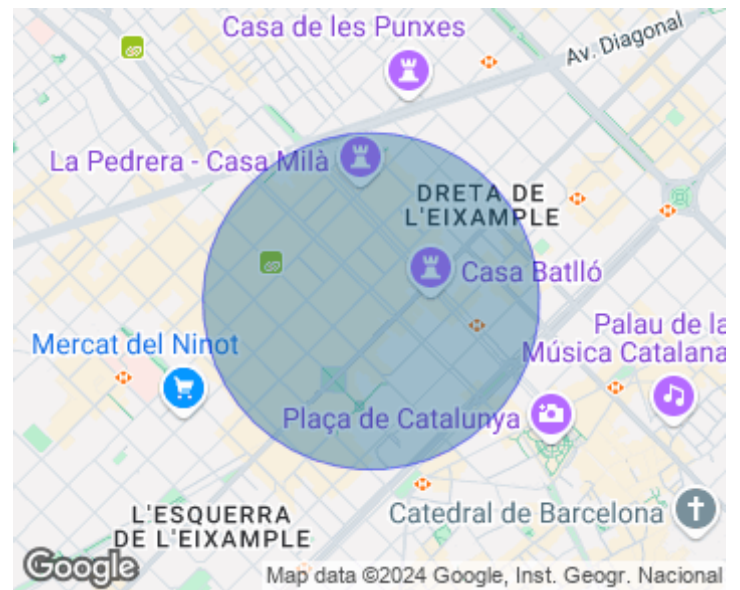 Casa de les Punxes
Av. Diagonal
La Pedrera - Casa Milà
DRETA DE
L'EIXAMPLE
Casa Batlló
Mercat del Ninot
Palau de la
Música Catalana
Plaça de Catalunya
L'ESQUERRA
DE L'EIXAMPLE
Catedral de Barcelona
Google
Map data ©2024 Google, Inst. Geogr. Nacional